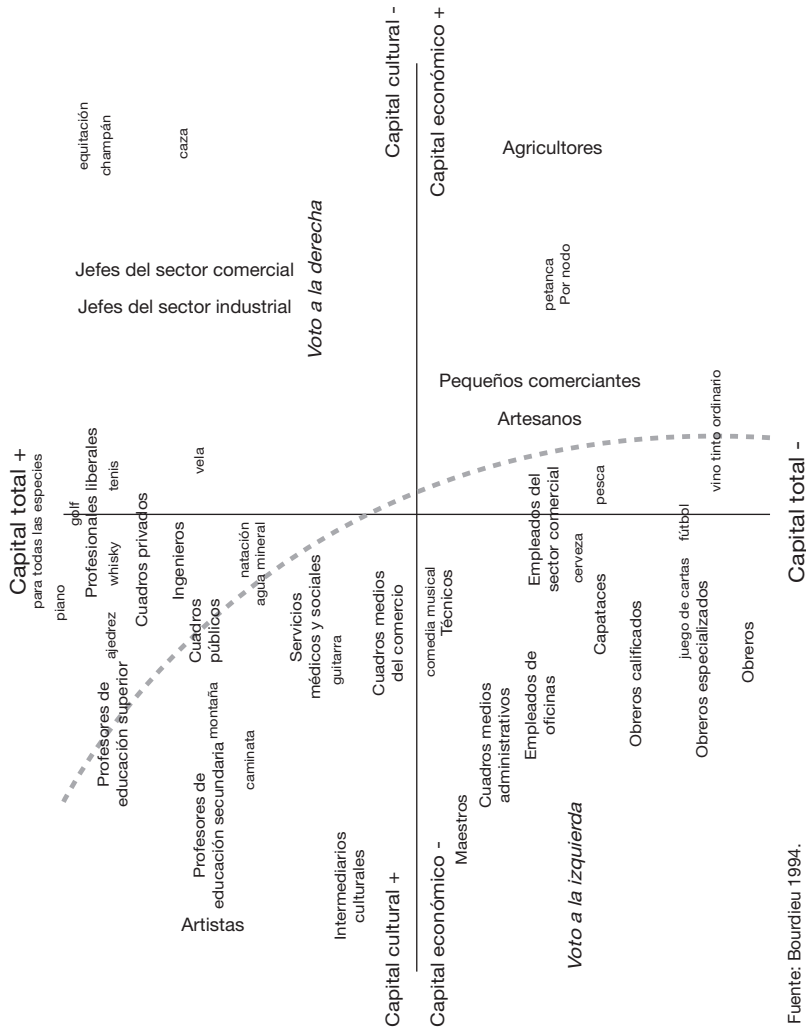 Capital total +
para todas las especies
piano
golf
equitación
champán
Profesores de
educación superior
ajedrez
Profesionales liberales
whisky
tenis
Cuadros privados
Jefes del sector comercial
Jefes del sector industrial
caza
Ingenieros
vela
Cuadros
públicos
Artistas
Profesores de
educación secundaria
montaña
caminata
natación
agua mineral
Servicios
médicos y sociales
guitarra
Voto a la derecha
Intermediarios
culturales
Cuadros medios
del comercio
Capital cultural +
Capital económico -
Capital cultural -
Capital económico +
comedia musical
Técnicos
Maestros
Cuadros medios
administrativos
Pequeños comerciantes
Artesanos
Agricultores
Empleados de
oficinas
Empleados del
sector comercial
petanca
Por nodo
Voto a la izquierda
cerveza
pesca
Capataces
Obreros calificados
juego de cartas
fútbol
Obreros especializados
vino tinto ordinario
Obreros
Capital total -
Fuente: Bourdieu 1994.